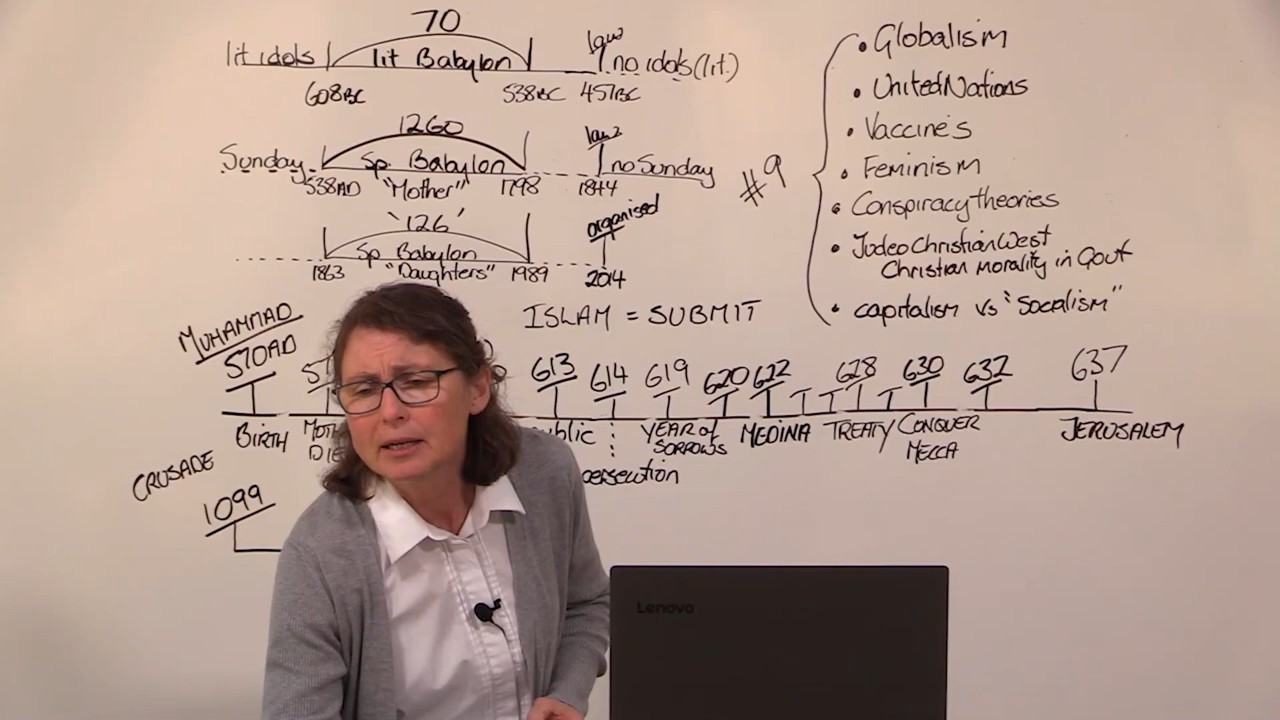 70
lit idols lit Babylon law no idols (lit.)
608BC 538BC 457BC
1260
Sunday Sp. Babylon law2 no Sunday
538AD "Mother" 1798 1844
'126'
Sp Babylon organised
1863 "Daughters" 1989 2014
#9
• Globalism
• United Nations
• Vaccine's
• Feminism
• Conspiracy theories
• Judeo Christian West
Christian morality in Govt
• capitalism vs "Socialism"
ISLAM = SUBMIT
MUHAMMAD
570AD 613 614 619 620 622 628 630 632 637
BIRTH YEAR of MEDINA TREATY CONQUER JERUSALEM
DIE SORROWS MECCA
persecution
CRUSADE
1099
Lenovo